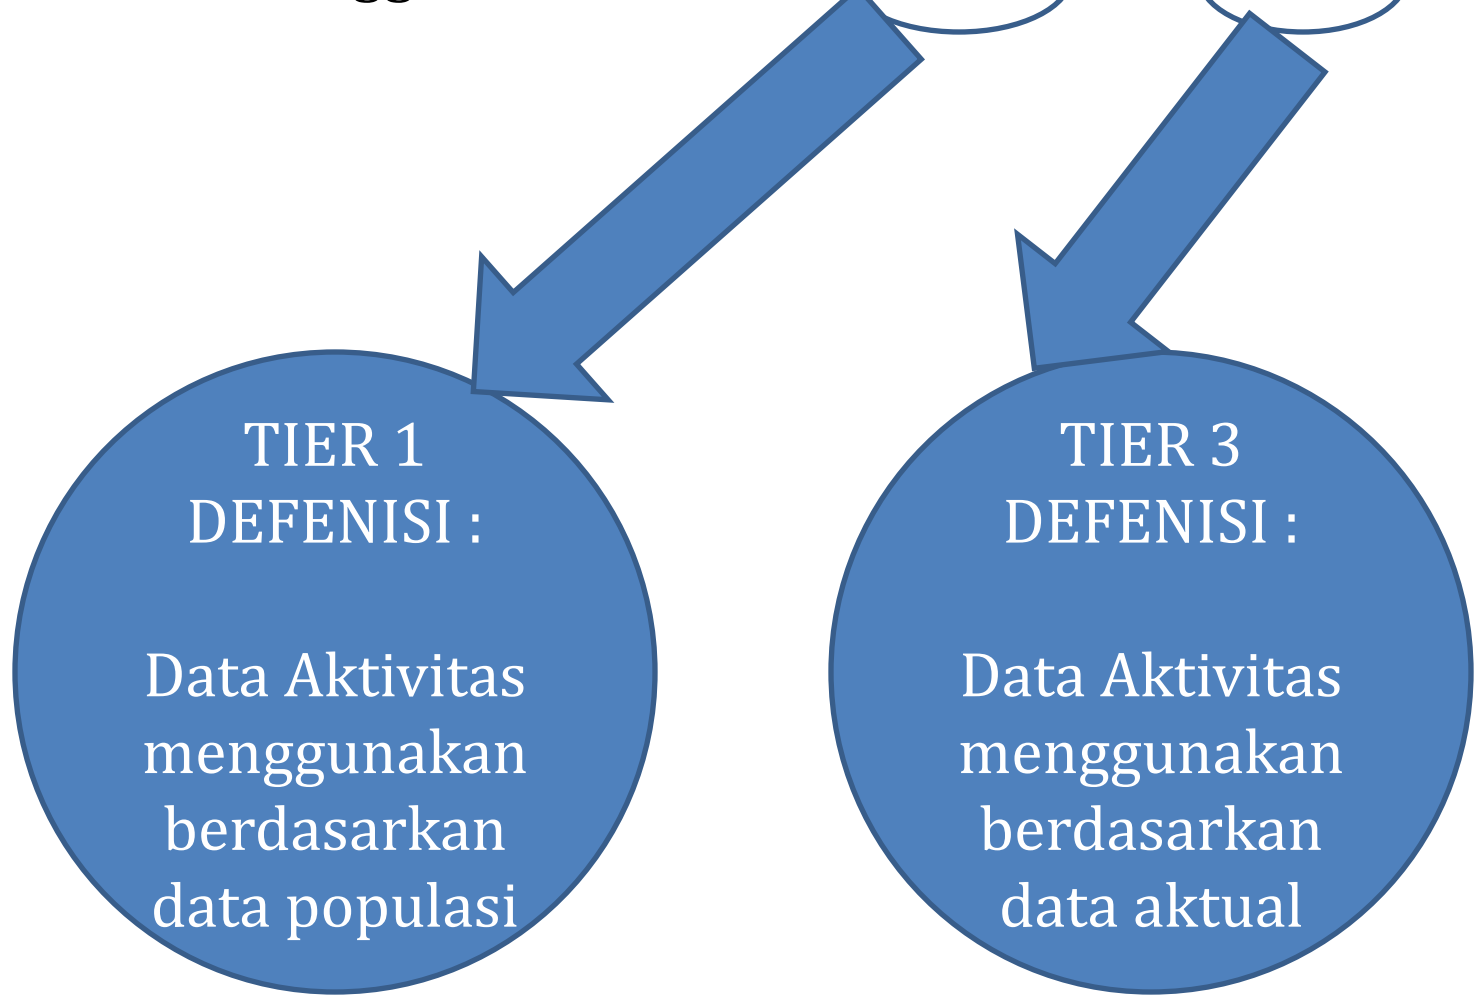 TIER 1
DEFENISI :
Data Aktivitas
menggunakan
berdasarkan
data populasi
TIER 3
DEFENISI :
Data Aktivitas
menggunakan
berdasarkan
data aktual